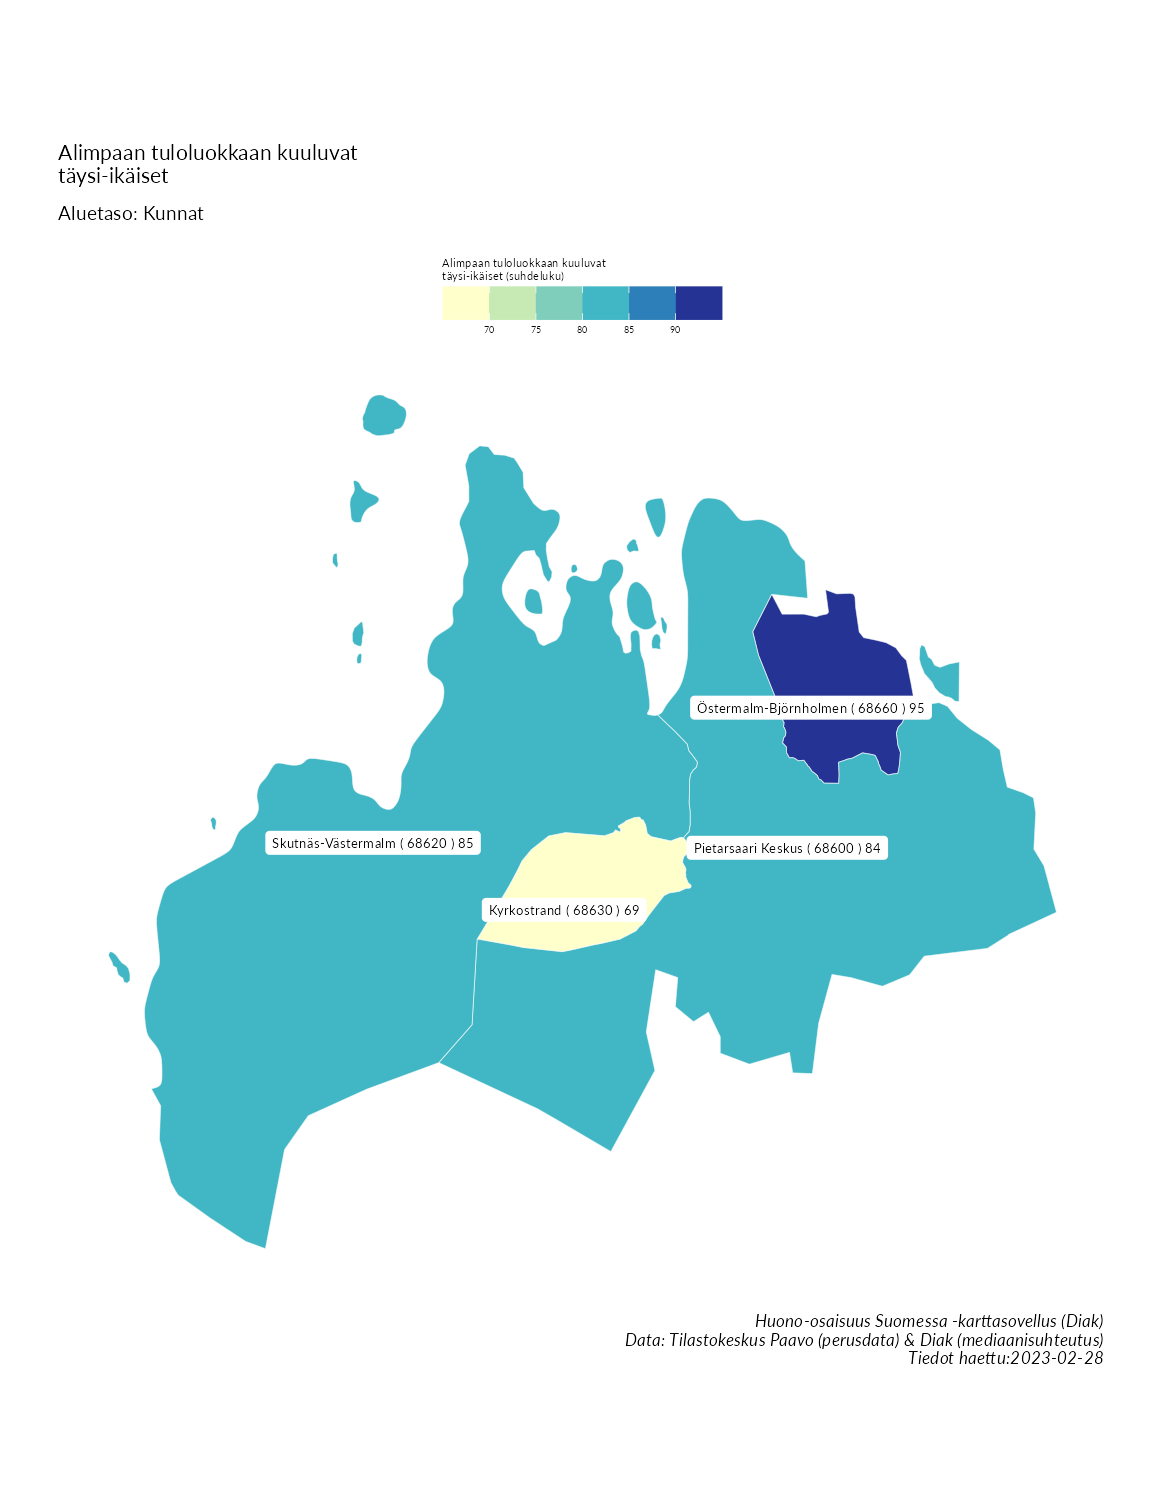 Alimpaan tuloluokkaan kuuluvat
täysi-ikäiset
Aluetaso: Kunnat
Alimpaan tuloluokkaan kuuluvat
täysi-ikäiset (suhdeluku)
70 75 80 85 90
Östermalm-Björnholmen ( 68660 ) 95
Skutnäs-Västermalm ( 68620 ) 85
Pietarsaari Keskus ( 68600 ) 84
Kyrkostrand ( 68630 ) 69
Huono-osaisuus Suomessa -karttasovellus (Diak)
Data: Tilastokeskus Paavo (perusdata) & Diak (mediaanisuhteutus)
Tiedot haettu:2023-02-28